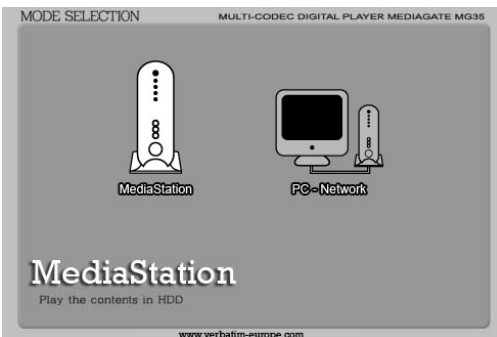 MODE SELECTION MULTI-CODEC DIGITAL PLAYER MEDIAGATE MG35
MediaStation PC - Network
MediaStation
Play the contents in HDD
www.verbatim-europe.com